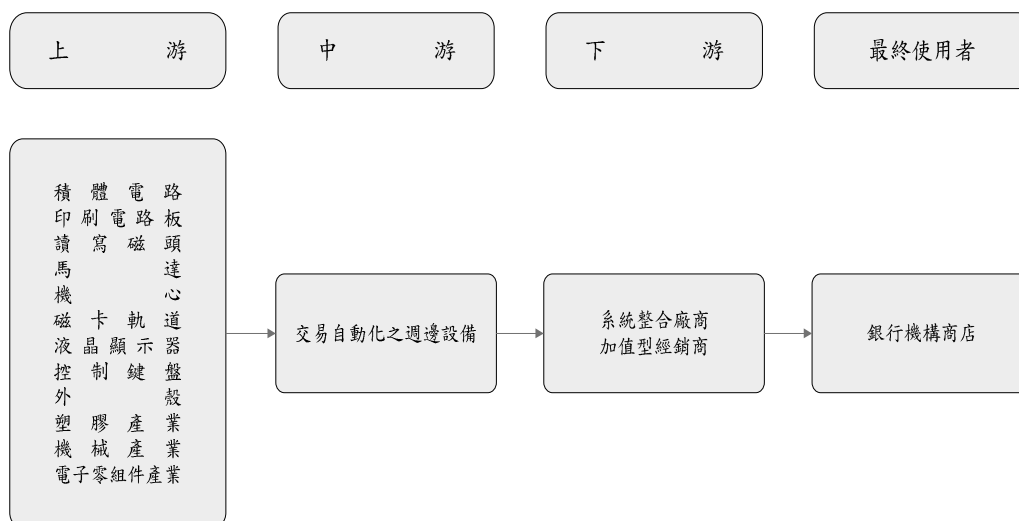 上游
中游
下游
最終使用者
積體電路
印刷電路板
讀寫磁頭
馬達
機心
磁卡軌道
液晶顯示器
控制鍵盤
外殼
塑膠產業
機械產業
電子零組件產業
交易自動化之週邊設備
系統整合廠商
加值型經銷商
銀行機構商店